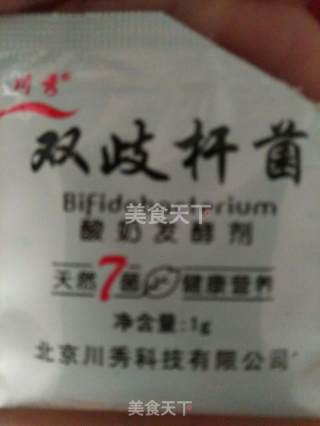 川秀®
双歧杆菌
Bifidobacterium
美食天下
酸奶发酵剂
天然7菌 健康营养
净含量:1g
北京川秀科技有限公司
美食天下